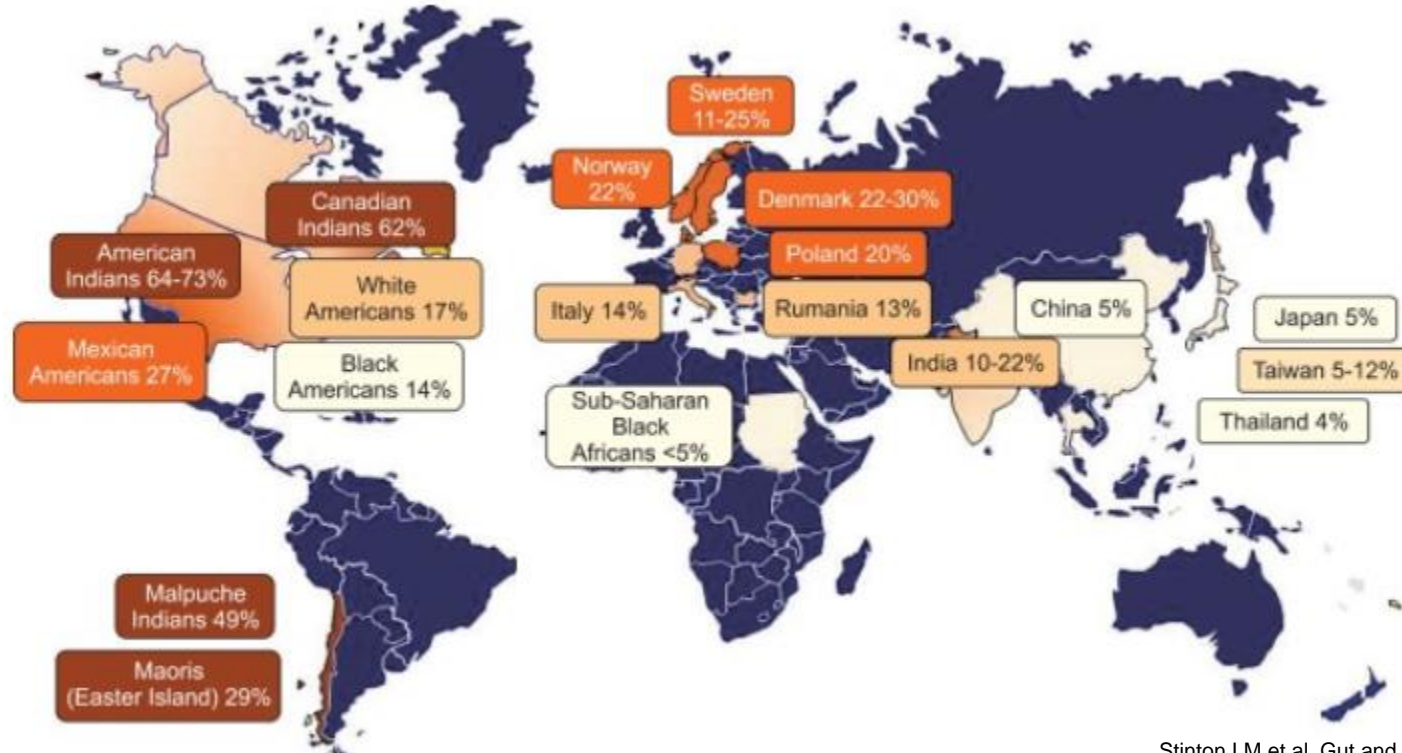 Sweden
11-25%
Norway
22%
Denmark 22-30%
Canadian
Indians 62%
American
Indians 64-73%
Poland 20%
White
Americans 17%
Italy 14%
Rumania 13%
China 5%
Japan 5%
Mexican
Americans 27%
Black
Americans 14%
India 10-22%
Taiwan 5-12%
Sub-Saharan
Black
Africans <5%
Thailand 4%
Malpuche
Indians 49%
Maoris
(Easter Island) 29%
Stinton LM et al. Gut and